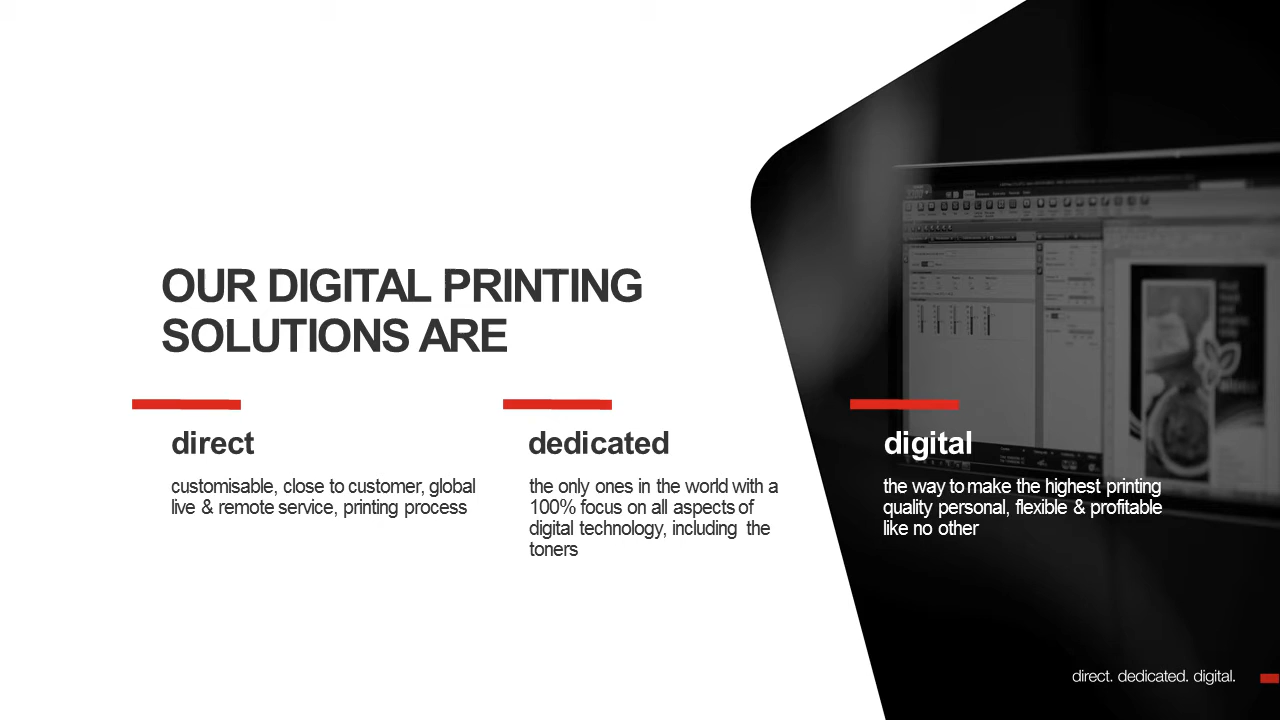 OUR DIGITAL PRINTING
SOLUTIONS ARE
direct
customisable, close to customer, global
live & remote service, printing process
dedicated
the only ones in the world with a
100% focus on all aspects of
digital technology, including the
toners
digital
the way to make the highest printing
quality personal, flexible & profitable
like no other
direct. dedicated. digital.